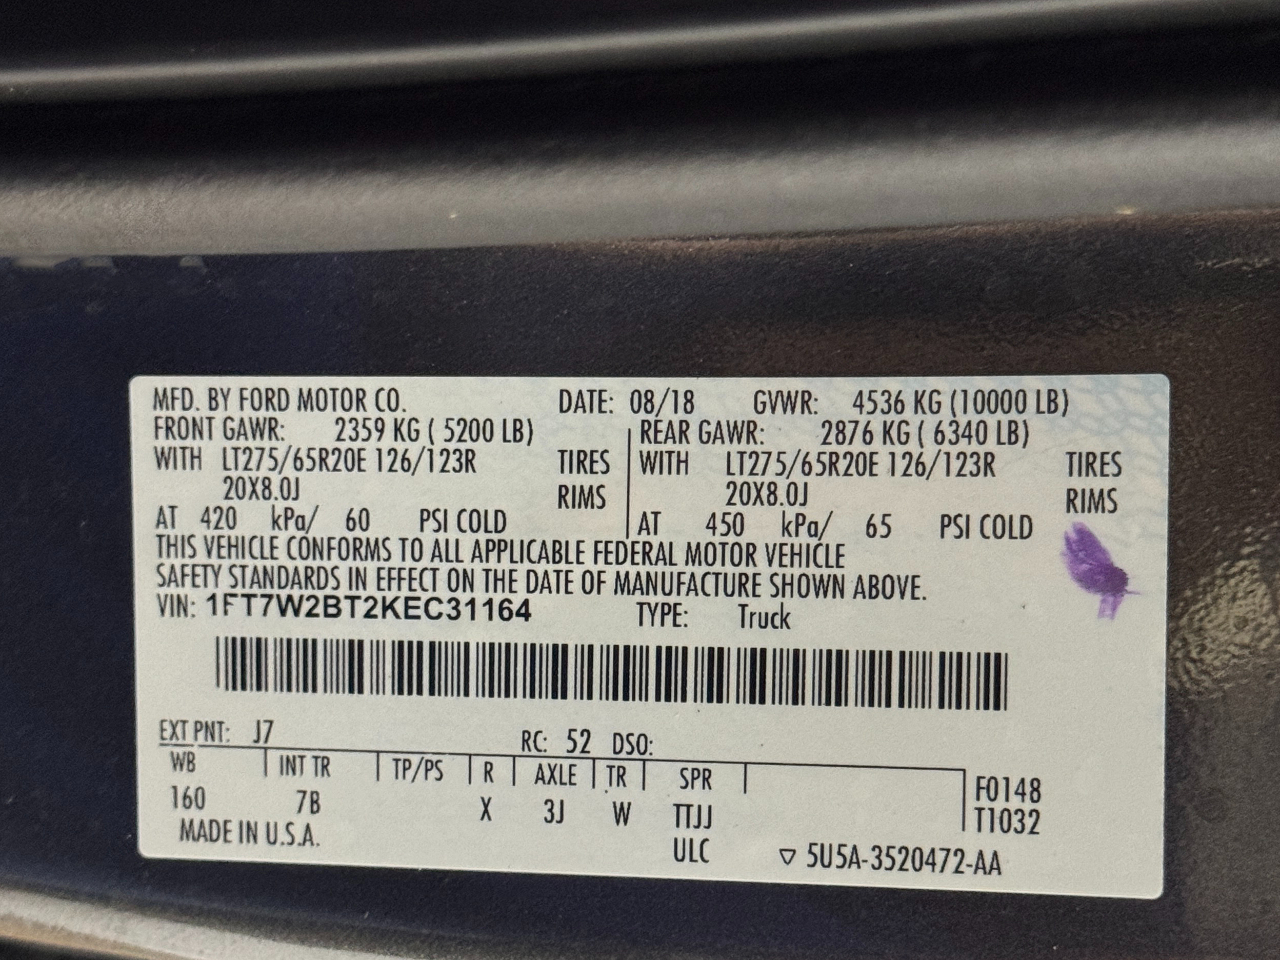 MFD. BY FORD MOTOR CO. DATE: 08/18 GVWR: 4536 KG (10000 LB)
FRONT GAWR: 2359 KG ( 5200 LB) REAR GAWR: 2876 KG ( 6340 LB)
WITH LT275/65R20E 126/123R TIRES WITH LT275/65R20E 126/123R TIRES
20X8.0J RIMS 20X8.0J RIMS
AT 420 kPa/ 60 PSI COLD AT 450 kPa/ 65 PSI COLD
THIS VEHICLE CONFORMS TO ALL APPLICABLE FEDERAL MOTOR VEHICLE
SAFETY STANDARDS IN EFFECT ON THE DATE OF MANUFACTURE SHOWN ABOVE.
VIN: 1FT7W2BT2KEC31164 TYPE: Truck
EXT PNT: J7 RC: 52 DSO:
WB INT TR TP/PS R AXLE TR SPR F0148
160 7B X 3J W TTJJ T1032
MADE IN U.S.A. ULC ▽ 5U5A-3520472-AA